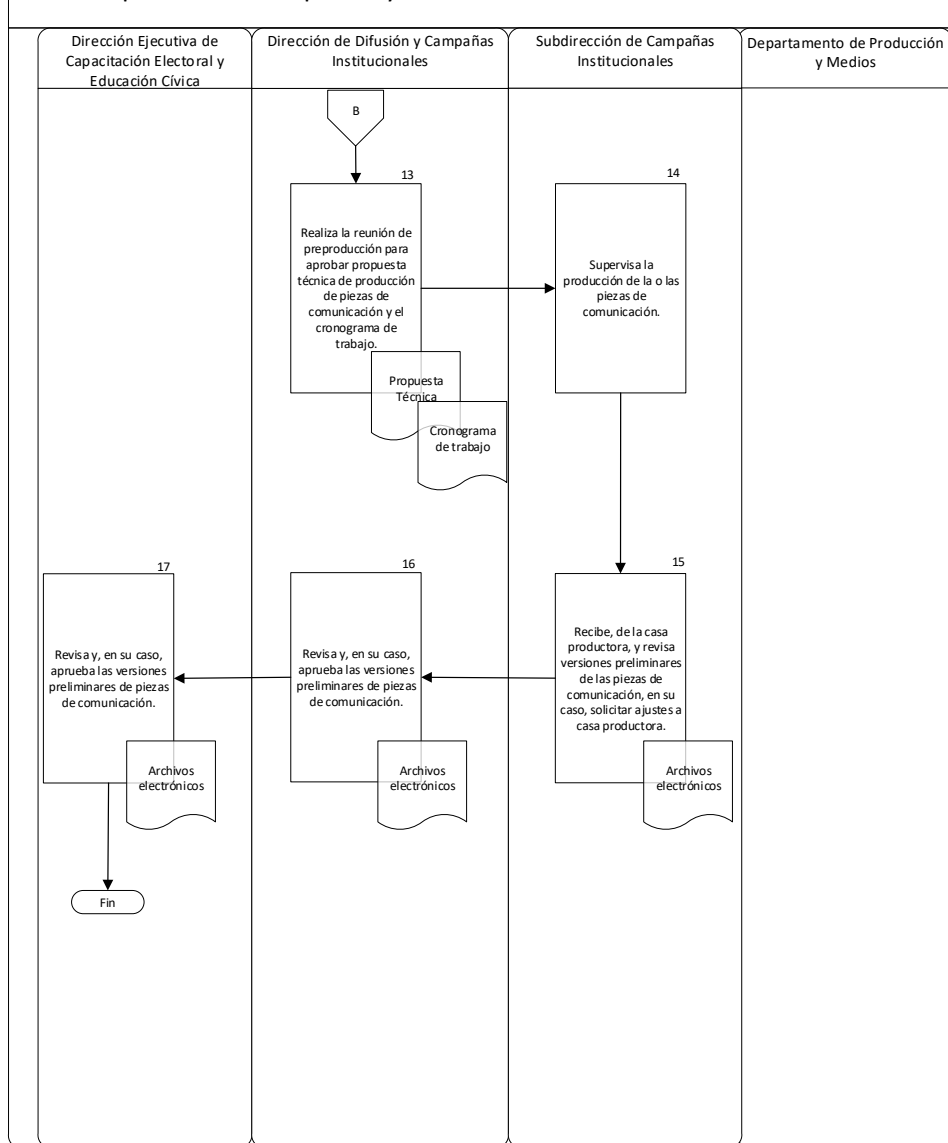 Dirección Ejecutiva de
Capacitación Electoral y
Educación Cívica
Dirección de Difusión y Campañas
Institucionales
Subdirección de Campañas
Institucionales
Departamento de Producción
y Medios
B
13
Realiza la reunión de
preproducción para
aprobar propuesta
técnica de producción
de piezas de
comunicación y el
cronograma de
trabajo.
Propuesta
Técnica
Cronograma
de trabajo
14
Supervisa la
producción de la o las
piezas de
comunicación.
15
Recibe, de la casa
productora, y revisa
versiones preliminares
de las piezas de
comunicación, en su
caso, solicitar ajustes a
casa productora.
Archivos
electrónicos
16
Revisa y, en su caso,
aprueba las versiones
preliminares de piezas
de comunicación.
Archivos
electrónicos
17
Revisa y, en su caso,
aprueba las versiones
preliminares de piezas
de comunicación.
Archivos
electrónicos
Fin